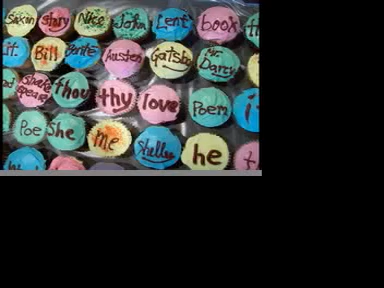 story Nice John Lent book
it. Bill Austen Gatsby Mr. Darcy
Shakespeare thou thy love Poem
Poe She me Shelley he